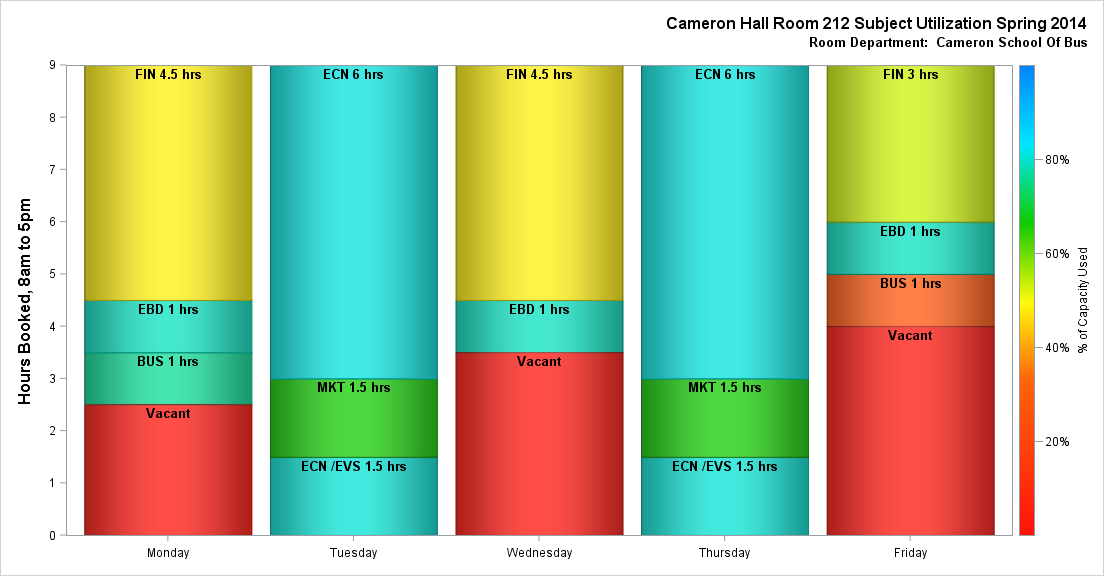 Cameron Hall Room 212 Subject Utilization Spring 2014
Room Department:  Cameron School Of Bus
Hours Booked, 8am to 5pm
9
8
7
6
5
4
3
2
1
0
FIN 4.5 hrs
EBD 1 hrs
BUS 1 hrs
Vacant
Monday
ECN 6 hrs
MKT 1.5 hrs
ECN /EVS 1.5 hrs
Tuesday
FIN 4.5 hrs
EBD 1 hrs
Vacant
Wednesday
ECN 6 hrs
MKT 1.5 hrs
ECN /EVS 1.5 hrs
Thursday
FIN 3 hrs
EBD 1 hrs
BUS 1 hrs
Vacant
Friday
80%
60%
40%
20%
% of Capacity Used